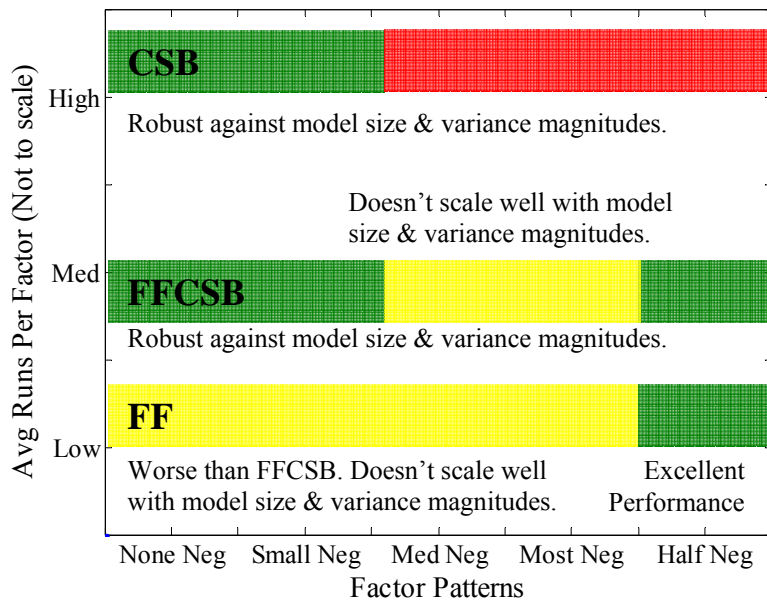 CSB
High
Robust against model size & variance magnitudes.
Doesn't scale well with model
size & variance magnitudes.
Med
FFCSB
Robust against model size & variance magnitudes.
FF
Low
Worse than FFCSB. Doesn't scale well
with model size & variance magnitudes.
Excellent
Performance
None Neg
Small Neg
Med Neg
Most Neg
Half Neg
Factor Patterns
Avg Runs Per Factor (Not to scale)